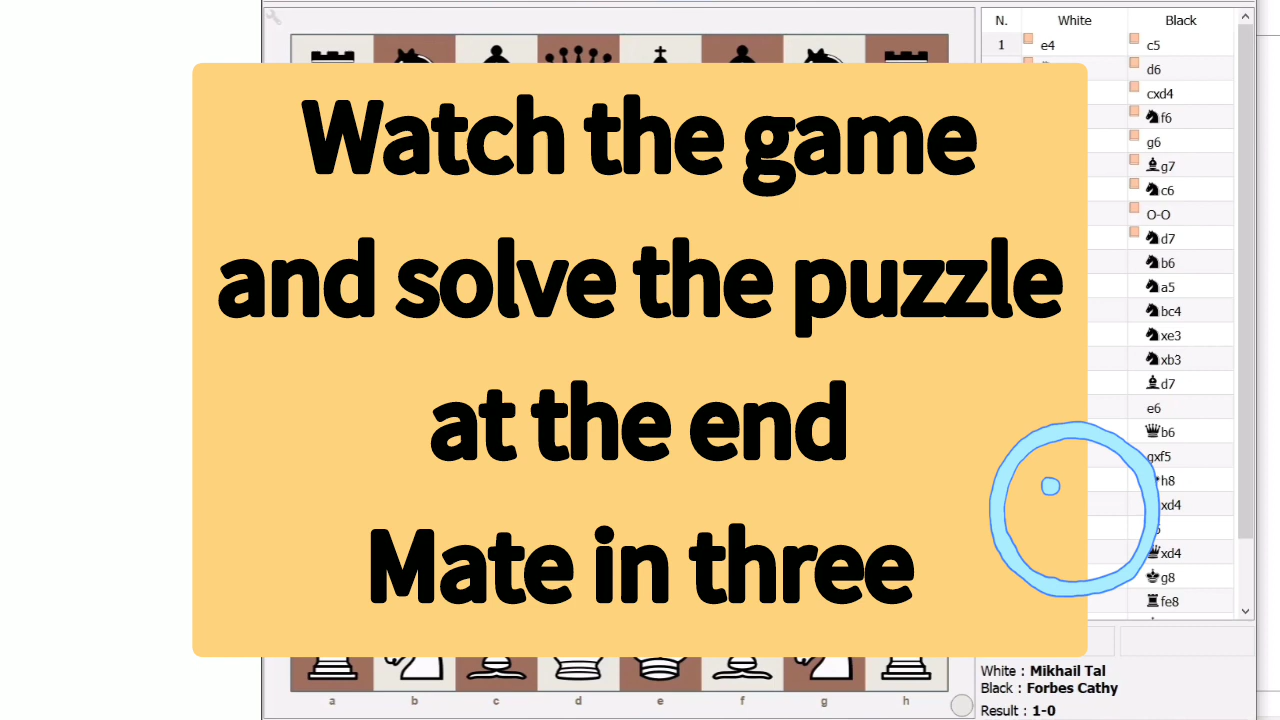 N. White Black
1 e4 c5
d6
cxd4
f6
g6
g7
c6
O-O
d7
b6
a5
bc4
xe3
xb3
d7
e6
b6
gxf5
h8
xd4
xd4
g8
fe8
Watch the game
and solve the puzzle
at the end
Mate in three
a b c d e f g h
White : Mikhail Tal
Black : Forbes Cathy
Result : 1-0